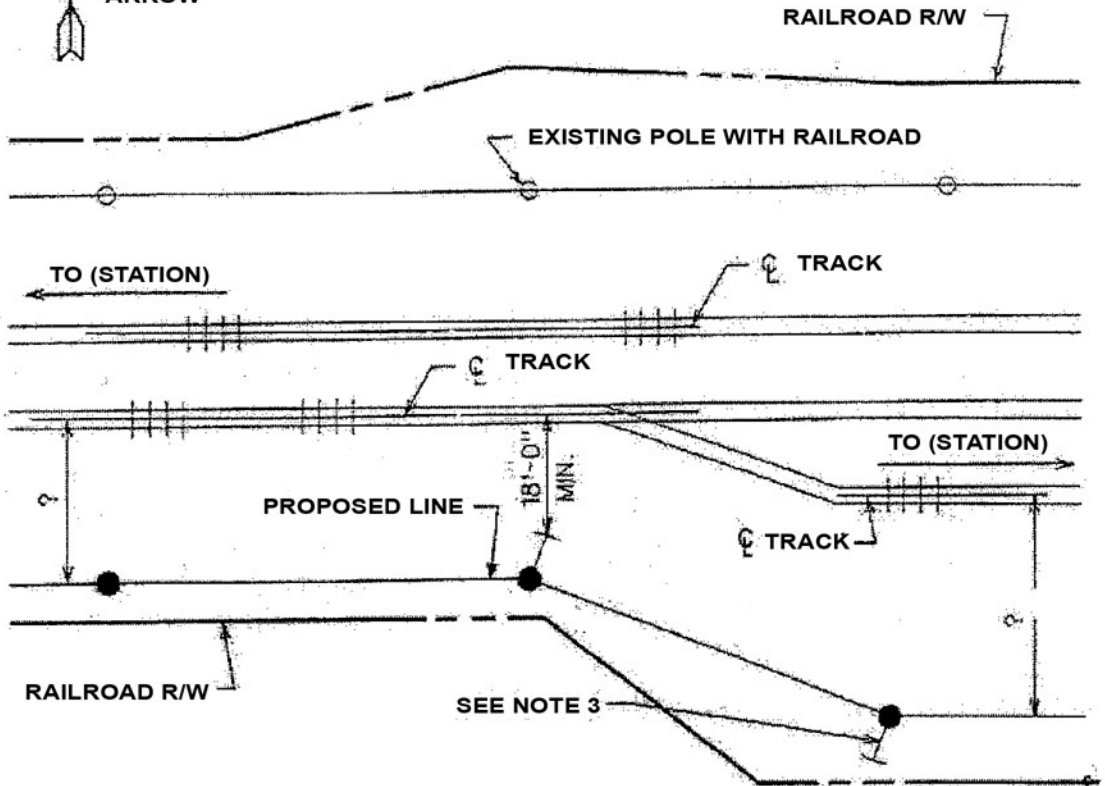 ARROW
RAILROAD R/W
EXISTING POLE WITH RAILROAD
TO (STATION)
℄ TRACK
℄ TRACK
TO (STATION)
18'-0"
MIN.
?
PROPOSED LINE
℄ TRACK
?
RAILROAD R/W
SEE NOTE 3